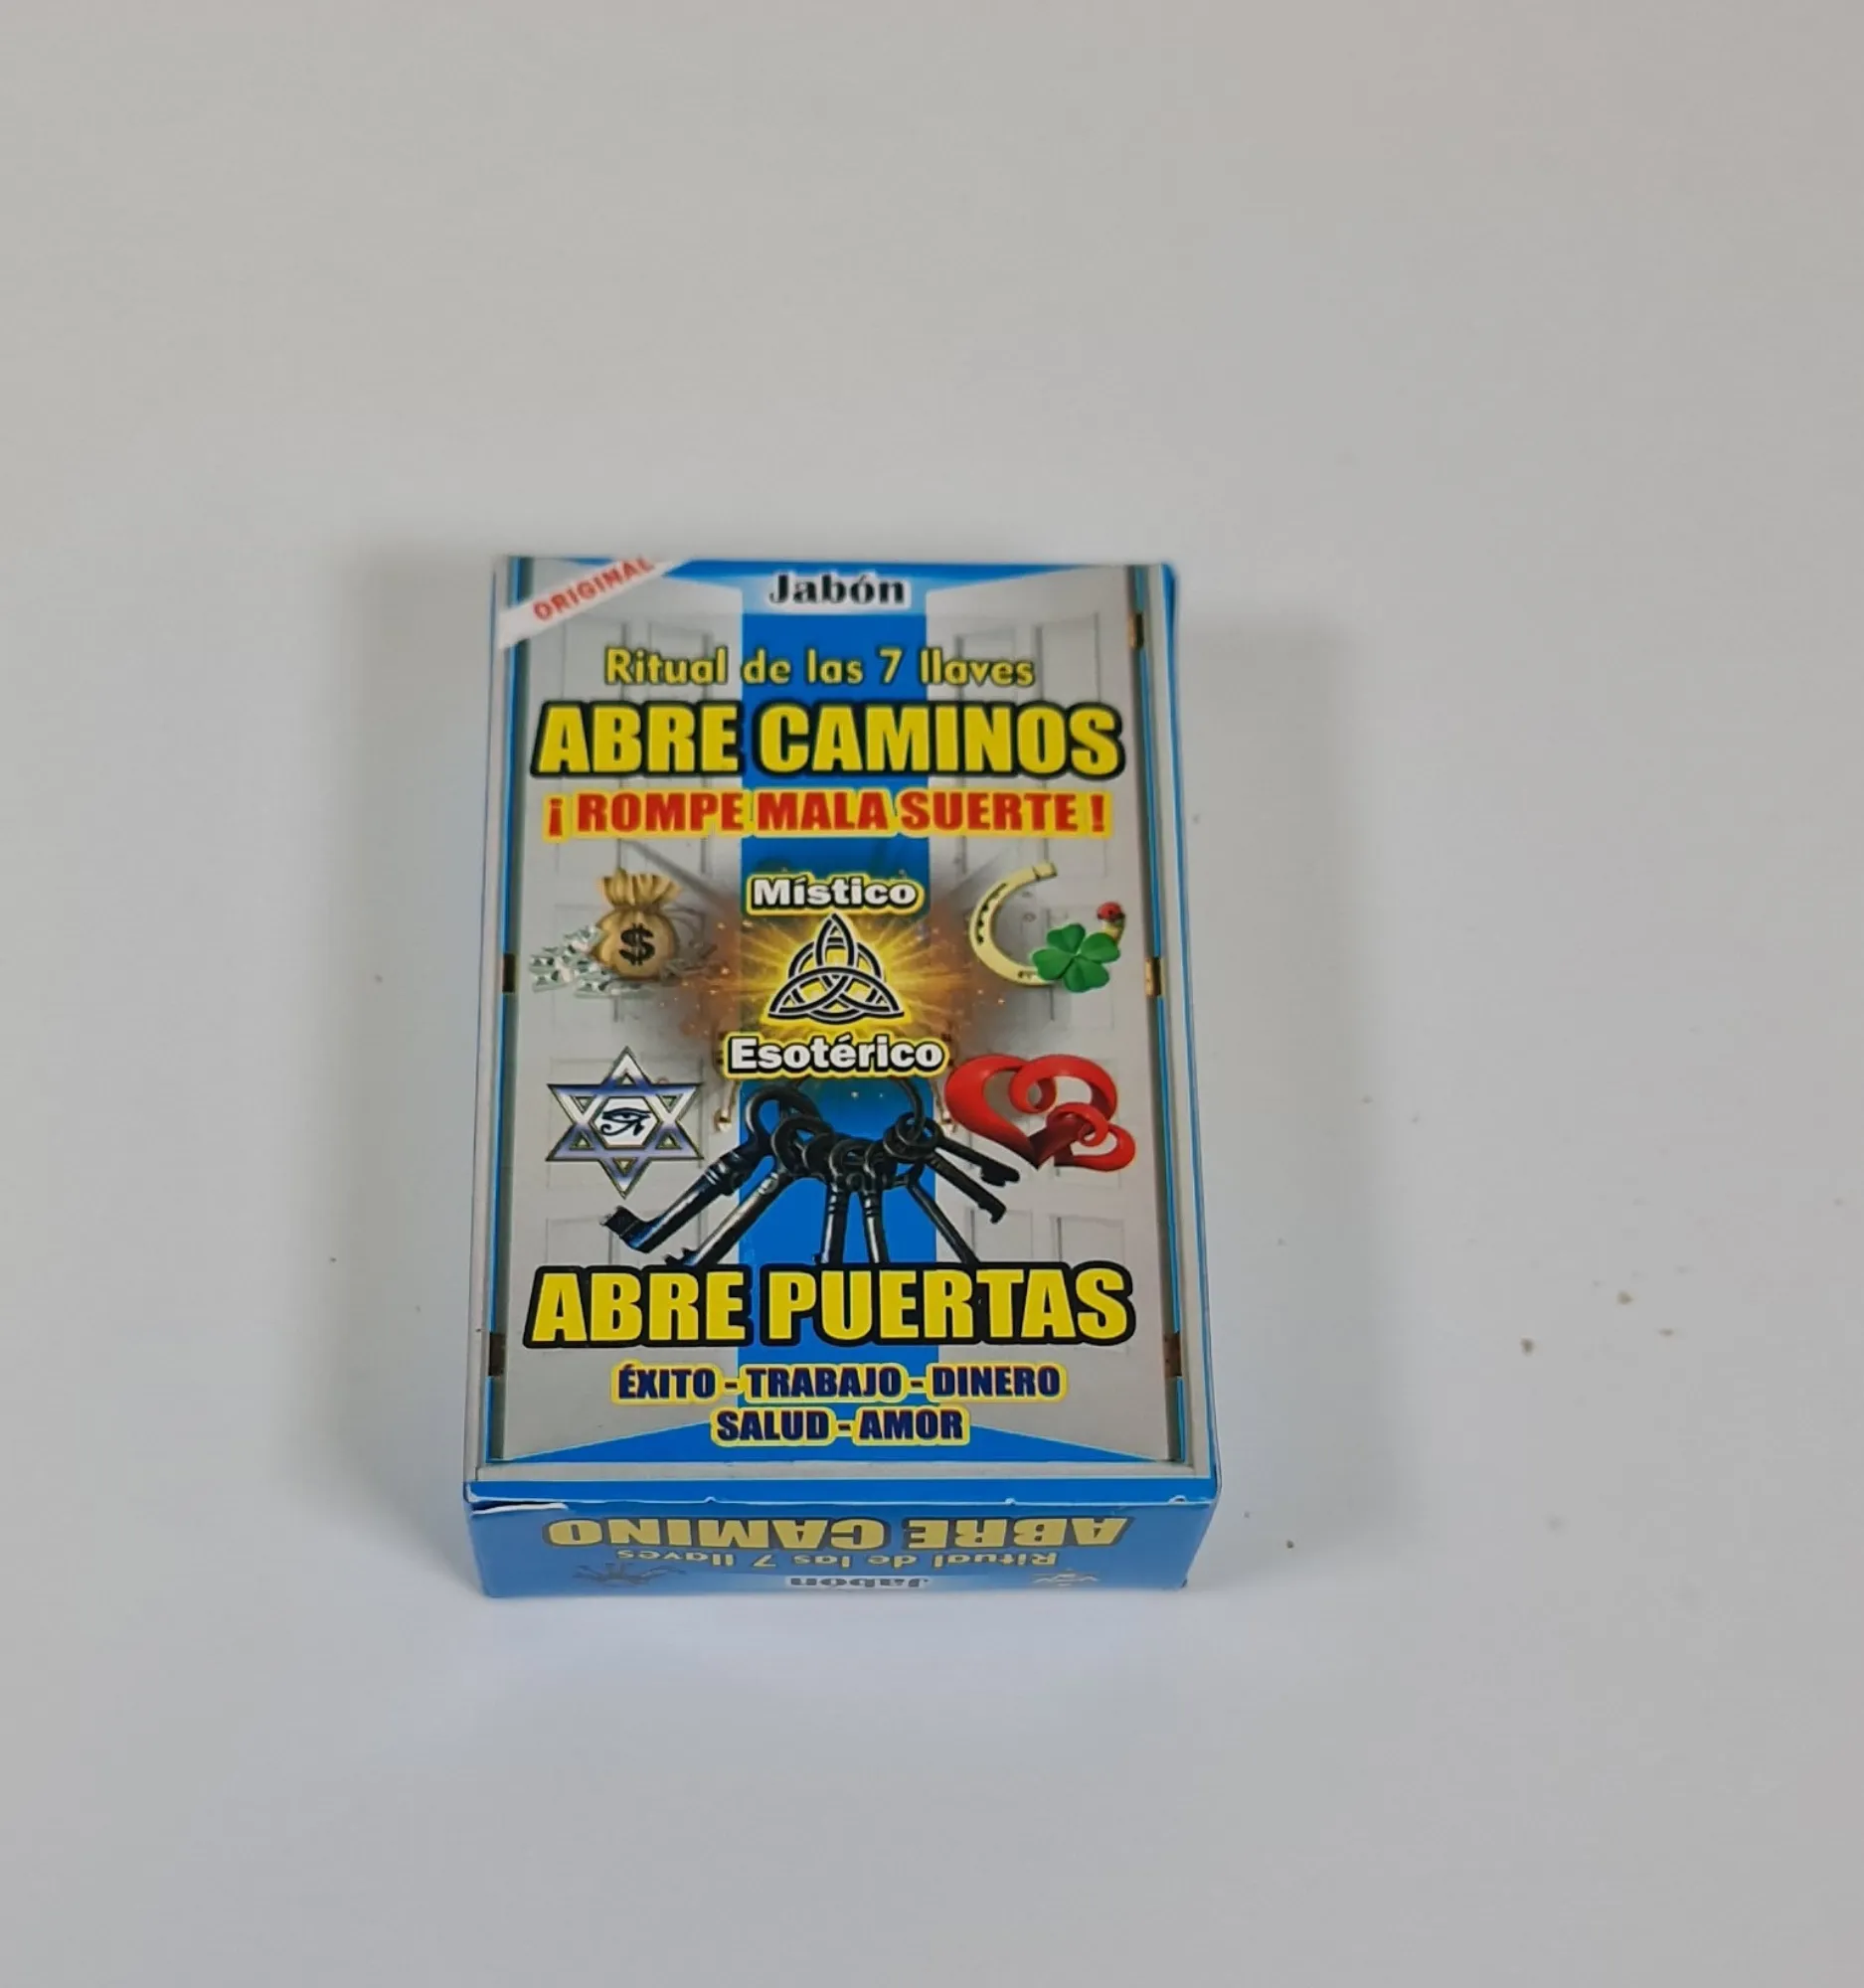 ORIGINAL
Jabón
Ritual de las 7 llaves
ABRE CAMINOS
¡ ROMPE MALA SUERTE !
Místico
$
Esotérico
ABRE PUERTAS
ÉXITO - TRABAJO - DINERO
SALUD - AMOR
Jabón
Ritual de las 7 llaves
ABRE CAMINO